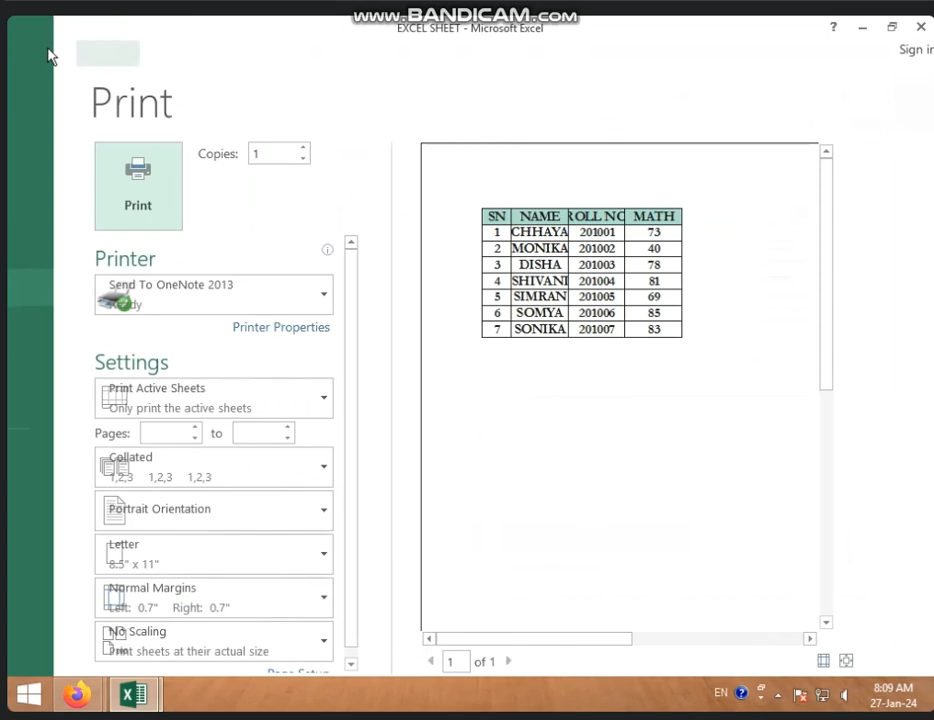 www.BANDICAM.com
EXCEL SHEET - Microsoft Excel
?
Sign in
Print
Copies: 1
Print
Printer
Send To OneNote 2013
Printer Properties
Settings
Print Active Sheets
Only print the active sheets
Pages: to
Collated
1,2,3 1,2,3 1,2,3
Portrait Orientation
Letter
8.5" x 11"
Normal Margins
Left: 0.7" Right: 0.7"
No Scaling
Print sheets at their actual size
SN NAME ROLL NO MATH
1 CHHAYA 201001 73
2 MONIKA 201002 40
3 DISHA 201003 78
4 SHIVANI 201004 81
5 SIMRAN 201005 69
6 SOMYA 201006 85
7 SONIKA 201007 83
1 of 1
EN
8:09 AM
27-Jan-24